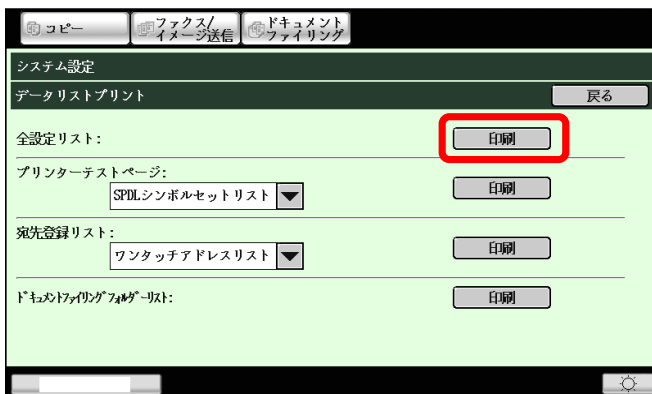 コピー
ファクス/
イメージ送信
ドキュメント
ファイリング
システム設定
データリストプリント
戻る
全設定リスト:
印刷
プリンターテストページ:
SPDLシンボルセットリスト
印刷
宛先登録リスト:
ワンタッチアドレスリスト
印刷
ﾄﾞｷｭﾒﾝﾄﾌｧｲﾘﾝｸﾞﾌｫﾙﾀﾞｰﾘｽﾄ:
印刷